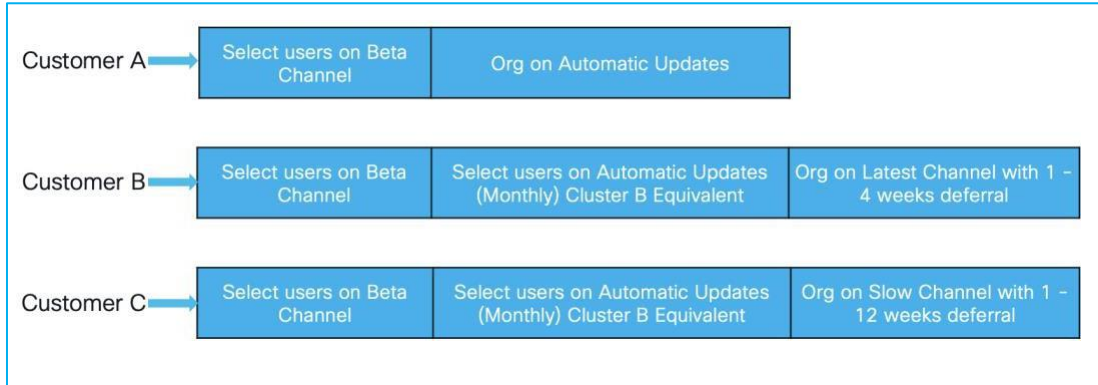 Customer A
Select users on Beta
Channel
Org on Automatic Updates
Customer B
Select users on Beta
Channel
Select users on Automatic Updates
(Monthly) Cluster B Equivalent
Org on Latest Channel with 1 –
4 weeks deferral
Customer C
Select users on Beta
Channel
Select users on Automatic Updates
(Monthly) Cluster B Equivalent
Org on Slow Channel with 1 –
12 weeks deferral